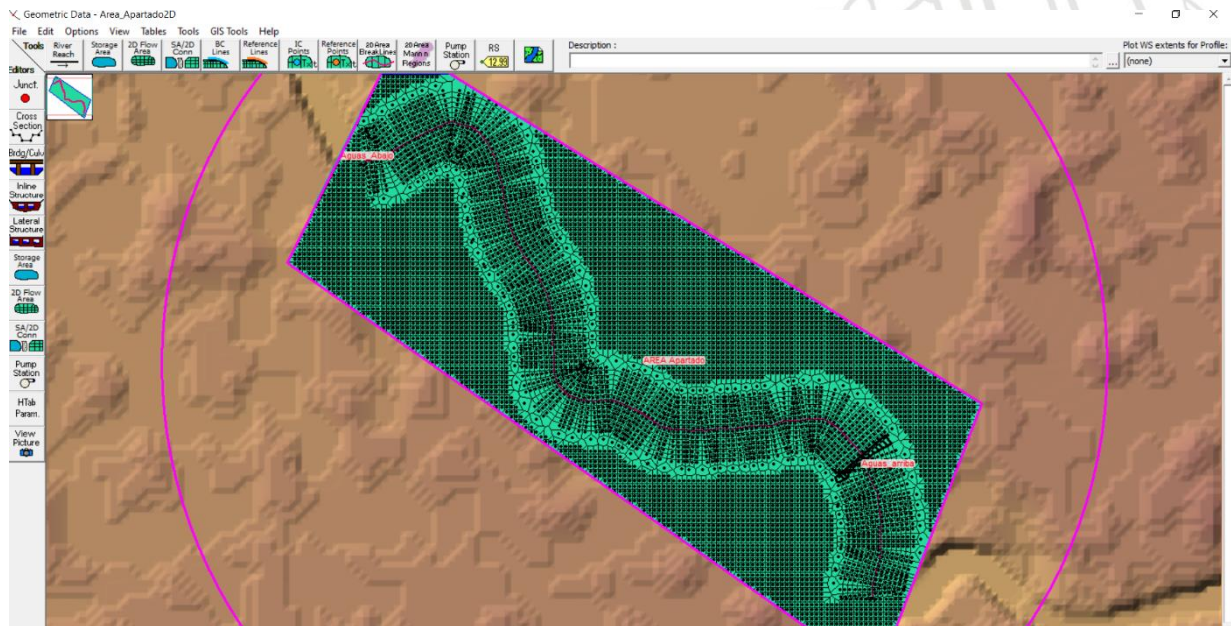 Geometric Data - Area_Apartado2D
File Edit Options View Tables Tools GIS Tools Help
Tools
River Reach
Storage Area
2D Flow Area
SA/2D Conn
BC Lines
Reference Lines
IC Points
Reference Points
2D Area BreakLines
2D Area Mann n Regions
Pump Station
RS
12.99
Description :
...
Plot WS extents for Profile:
(none)
Editors
Junct.
Cross Section
Brdg/Culv
Inline Structure
Lateral Structure
Storage Area
2D Flow Area
SA/2D Conn
Pump Station
HTab Param.
View Picture
Aguas_Abajo
AREA Apartado
Aguas_arriba